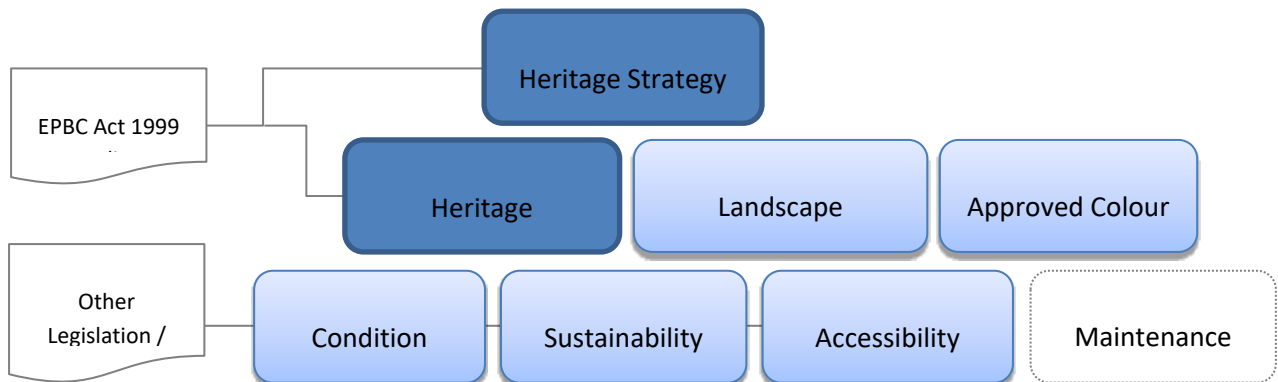 Heritage Strategy
EPBC Act 1999
Heritage
Landscape
Approved Colour
Other
Legislation /
Condition
Sustainability
Accessibility
Maintenance